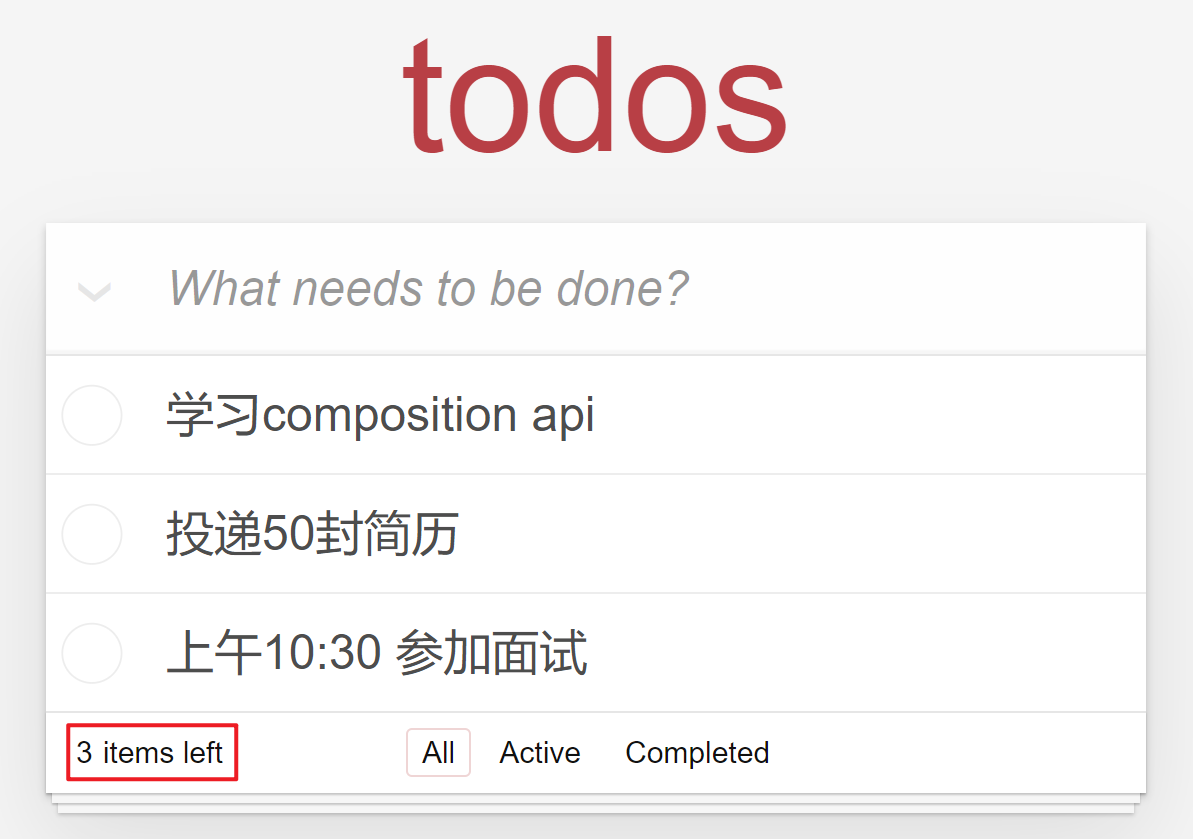 todos
What needs to be done?
学习composition api
投递50封简历
上午10:30 参加面试
3 items left All Active Completed